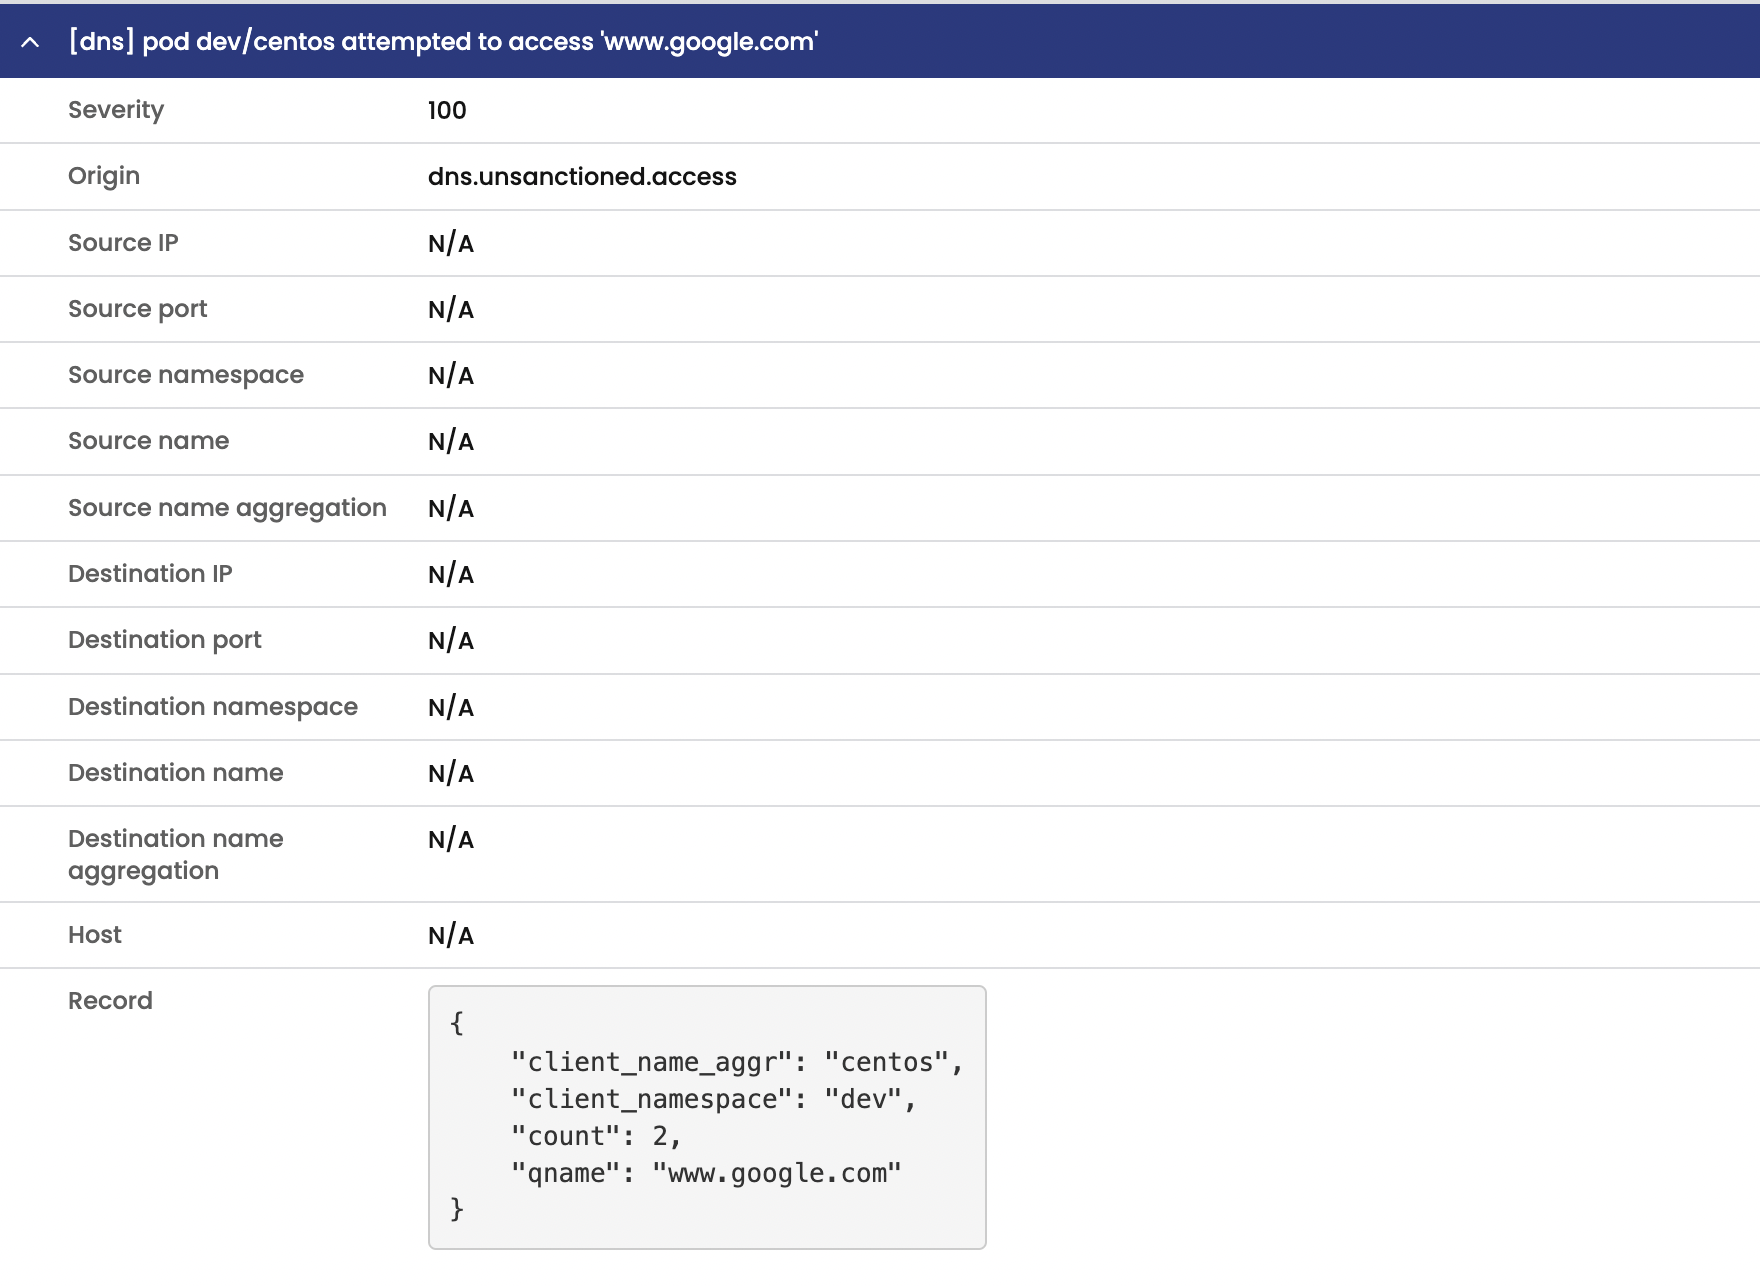 [dns] pod dev/centos attempted to access 'www.google.com'
Severity 100
Origin dns.unsanctioned.access
Source IP N/A
Source port N/A
Source namespace N/A
Source name N/A
Source name aggregation N/A
Destination IP N/A
Destination port N/A
Destination namespace N/A
Destination name N/A
Destination name N/A
aggregation
Host N/A
Record
{
    "client_name_aggr": "centos",
    "client_namespace": "dev",
    "count": 2,
    "qname": "www.google.com"
}